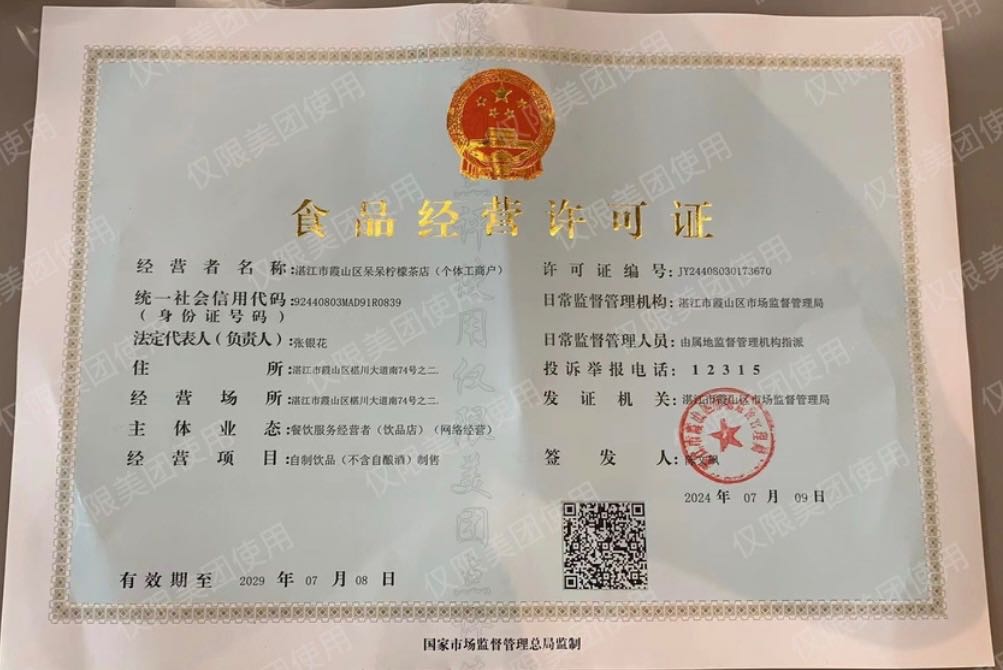 食品经营许可证
经营者名称:湛江市霞山区呆呆柠檬茶店（个体工商户）
许可证编号:JY24408030173670
统一社会信用代码:92440803MAD91R0839
（身份证号码）
日常监督管理机构:湛江市霞山区市场监督管理局
法定代表人（负责人）:张银花
日常监督管理人员:由属地监督管理机构指派
住所:湛江市霞山区椹川大道南74号之二
投诉举报电话:12315
经营场所:湛江市霞山区椹川大道南74号之二
发证机关:湛江市霞山区市场监督管理局
主体业态:餐饮服务经营者（饮品店）（网络经营）
经营项目:自制饮品（不含自酿酒）制售
签发人:
2024年07月09日
有效期至 2029年07月08日
国家市场监督管理总局监制
仅限美团使用